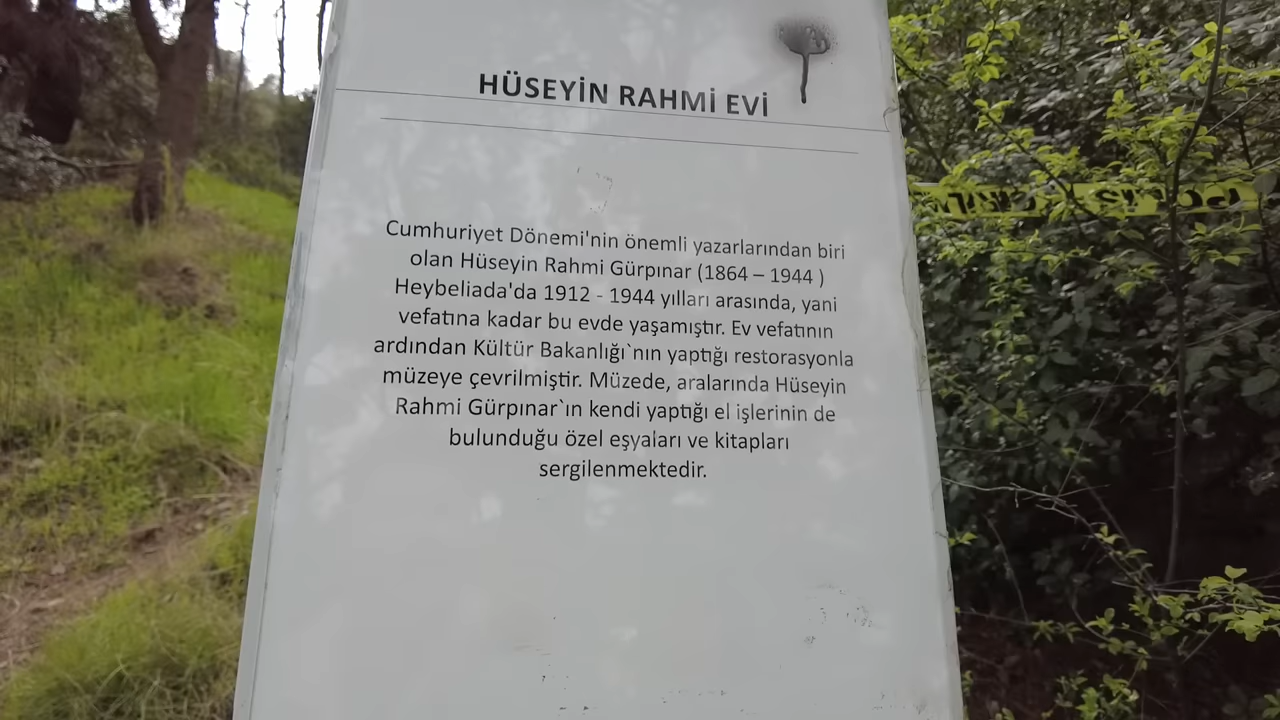 HÜSEYİN RAHMİ EVİ
Cumhuriyet Dönemi'nin önemli yazarlarından biri
olan Hüseyin Rahmi Gürpınar (1864 – 1944 )
Heybeliada'da 1912 - 1944 yılları arasında, yani
vefatına kadar bu evde yaşamıştır. Ev vefatının
ardından Kültür Bakanlığı`nın yaptığı restorasyonla
müzeye çevrilmiştir. Müzede, aralarında Hüseyin
Rahmi Gürpınar`ın kendi yaptığı el işlerinin de
bulunduğu özel eşyaları ve kitapları
sergilenmektedir.